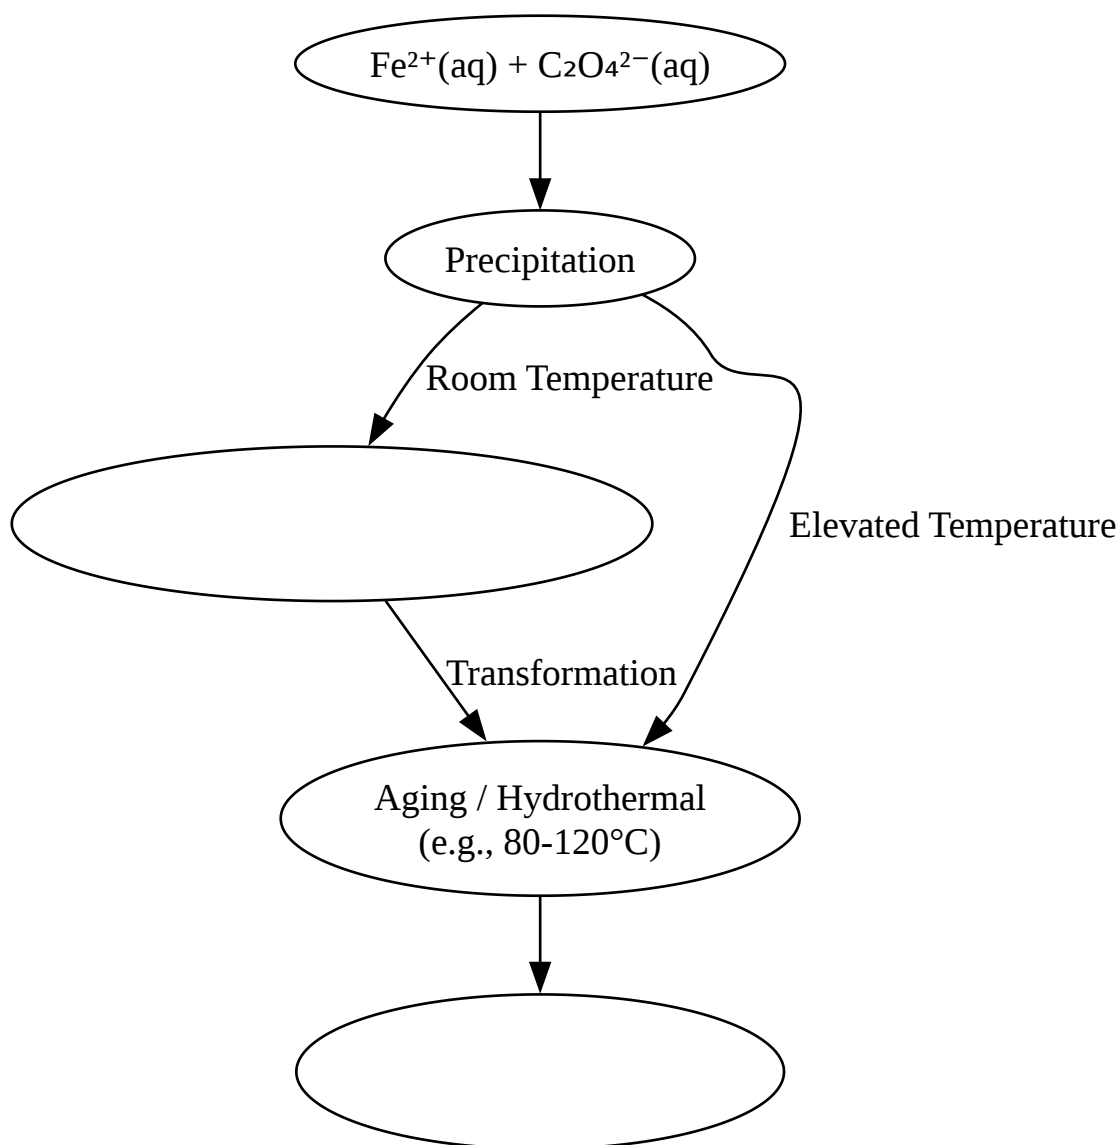 Fe²⁺(aq) + C₂O₄²⁻(aq)
Precipitation
Room Temperature
Elevated Temperature
Transformation
Aging / Hydrothermal
(e.g., 80-120°C)